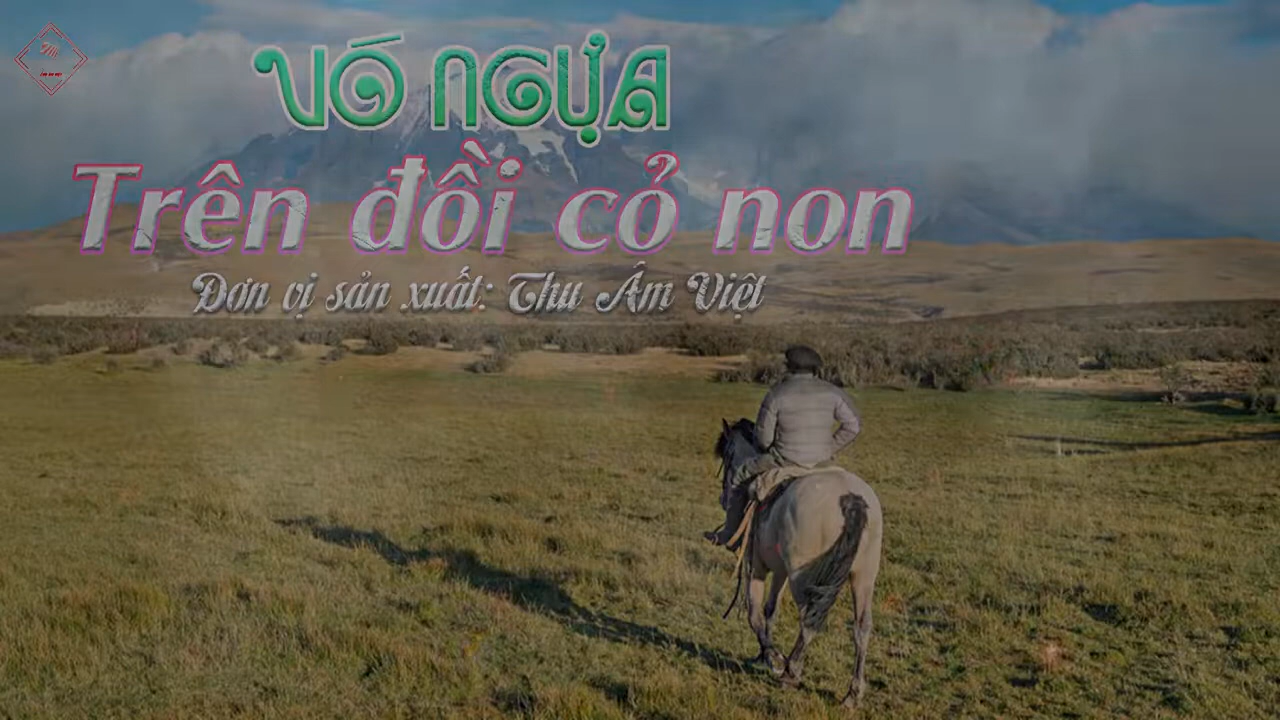 VÓ NGỰA
Trên đồi cỏ non
Đơn vị sản xuất: Thu Âm Việt